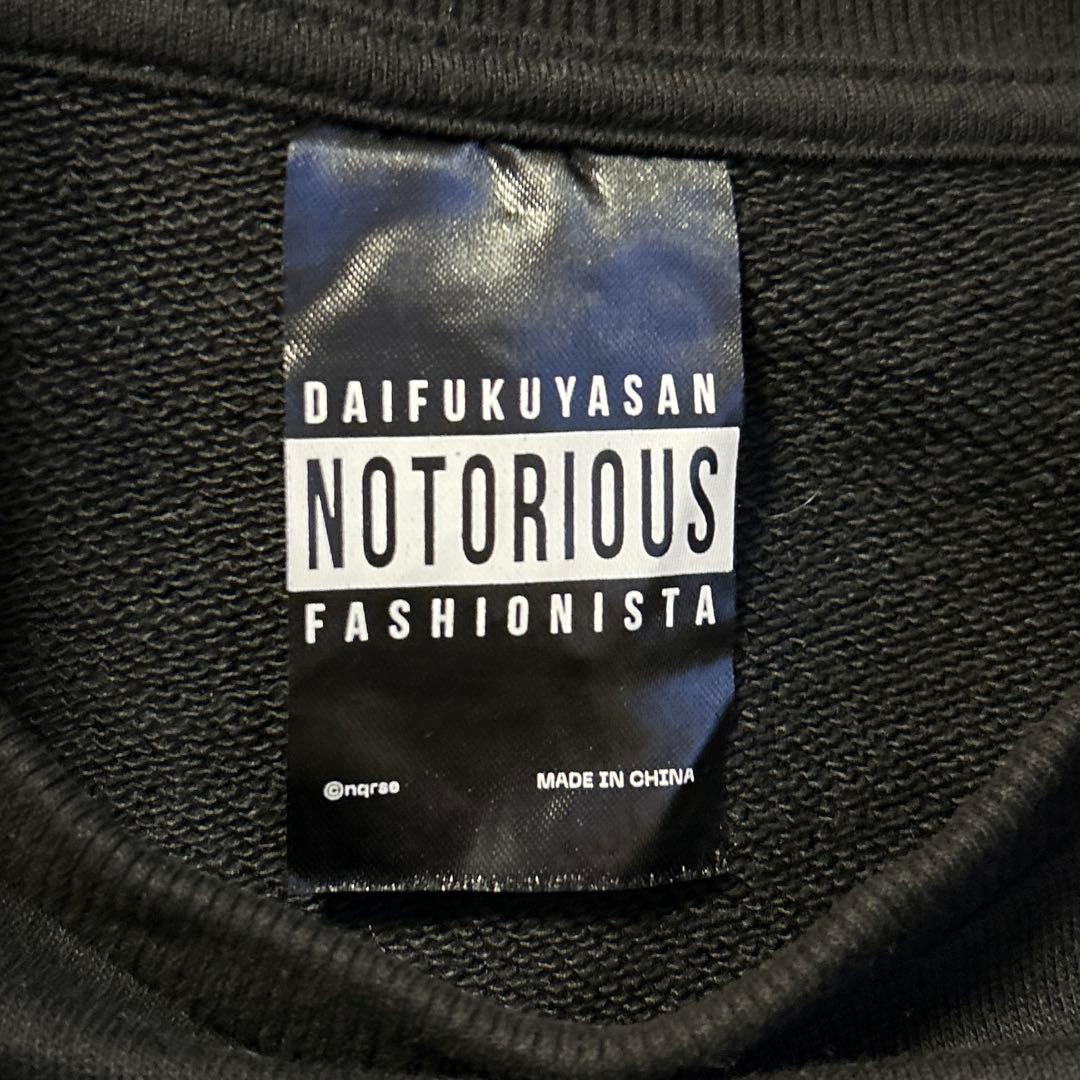 DAIFUKUYASAN
NOTORIOUS
FASHIONISTA
©nqrse MADE IN CHINA